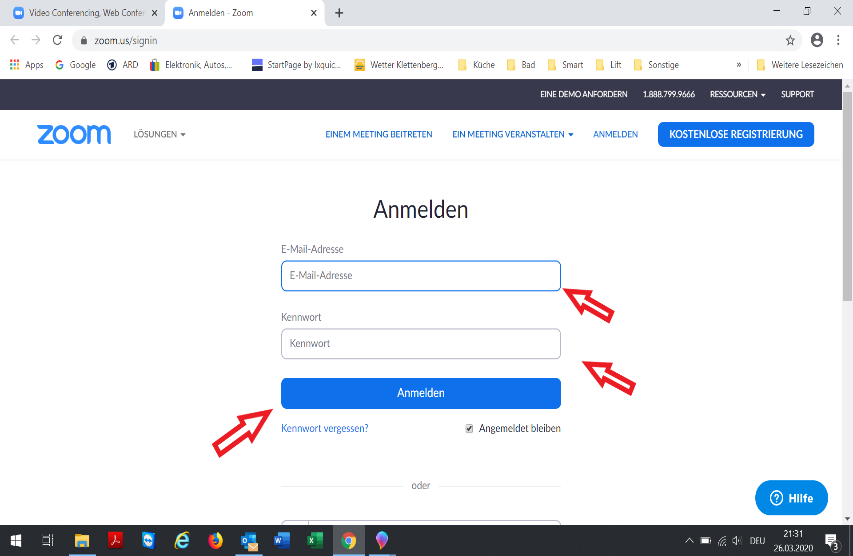 Video Conferencing, Web Confer
Anmelden - Zoom
zoom.us/signin
Apps Google ARD Elektronik, Autos,... StartPage by Ixquic... Wetter Klettenberg... Küche Bad Smart Lift Sonstige » Weitere Lesezeichen
EINE DEMO ANFORDERN 1.888.799.9666 RESSOURCEN SUPPORT
zoom LÖSUNGEN EINEM MEETING BEITRETEN EIN MEETING VERANSTALTEN ANMELDEN KOSTENLOSE REGISTRIERUNG
Anmelden
E-Mail-Adresse
E-Mail-Adresse
Kennwort
Kennwort
Anmelden
Kennwort vergessen? Angemeldet bleiben
oder
Hilfe
DEU
21:31
26.03.2020
3